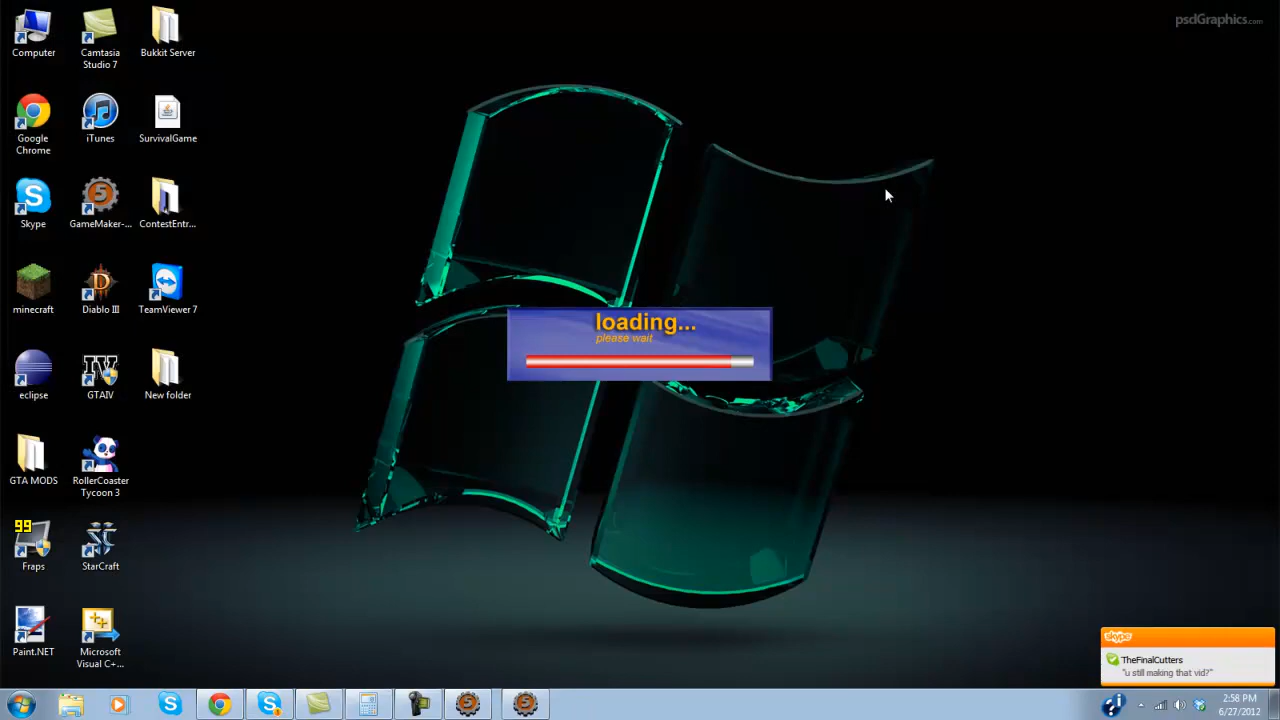 psdGraphics.com
Computer
Camtasia
Studio 7
Bukkit Server
Google
Chrome
iTunes
SurvivalGame
Skype
GameMaker-...
ContestEntr...
minecraft
Diablo III
TeamViewer 7
eclipse
GTAIV
New folder
GTA MODS
RollerCoaster
Tycoon 3
99
Fraps
StarCraft
Paint.NET
Microsoft
Visual C+...
loading...
please wait
skype
TheFinalCutters
"u still making that vid?"
2:58 PM
6/27/2012